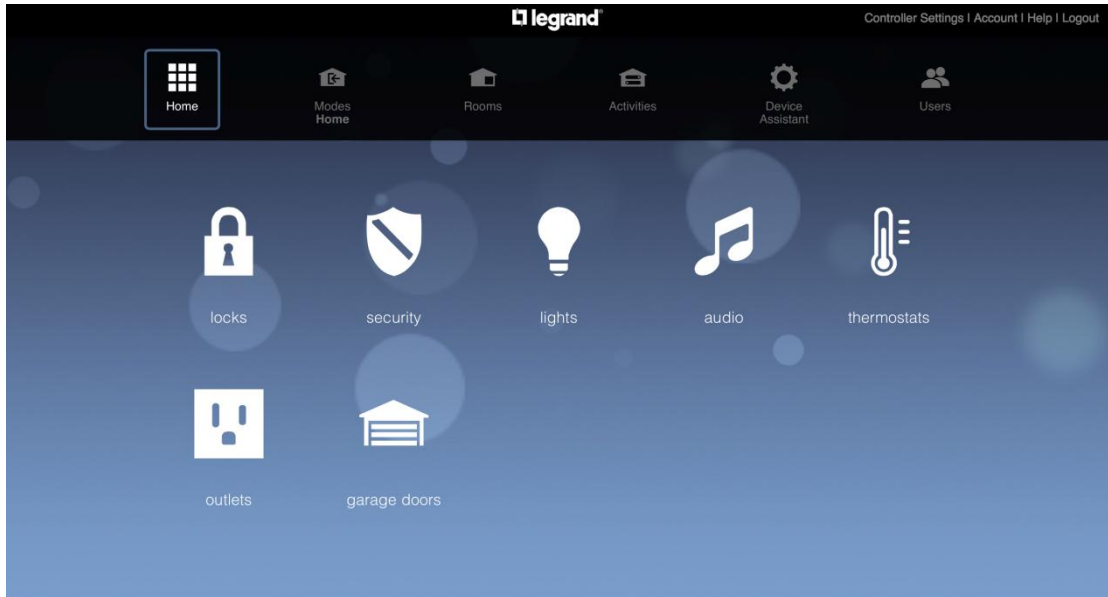 legrand®
Controller Settings | Account | Help | Logout
Home
Modes
Home
Rooms
Activities
Device
Assistant
Users
locks
security
lights
audio
thermostats
outlets
garage doors